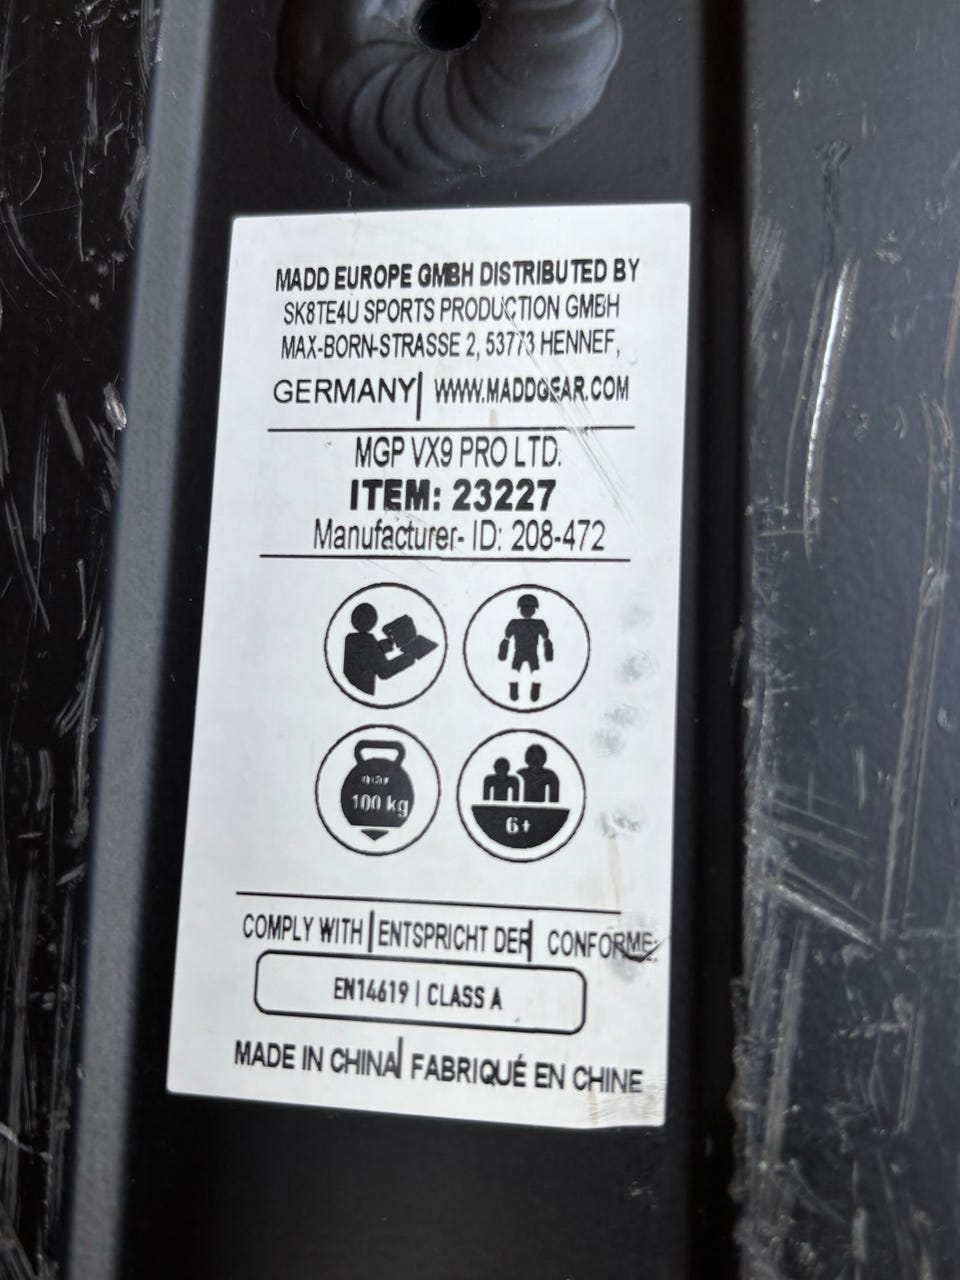 MADD EUROPE GMBH DISTRIBUTED BY
SK8TE4U SPORTS PRODUCTION GMBH
MAX-BORN-STRASSE 2, 53773 HENNEF,
GERMANY| WWW.MADDGEAR.COM
MGP VX9 PRO LTD.
ITEM: 23227
Manufacturer- ID: 208-472
100 kg
6+
COMPLY WITH | ENTSPRICHT DER| CONFORME:
EN14619 | CLASS A
MADE IN CHINA| FABRIQUÉ EN CHINE